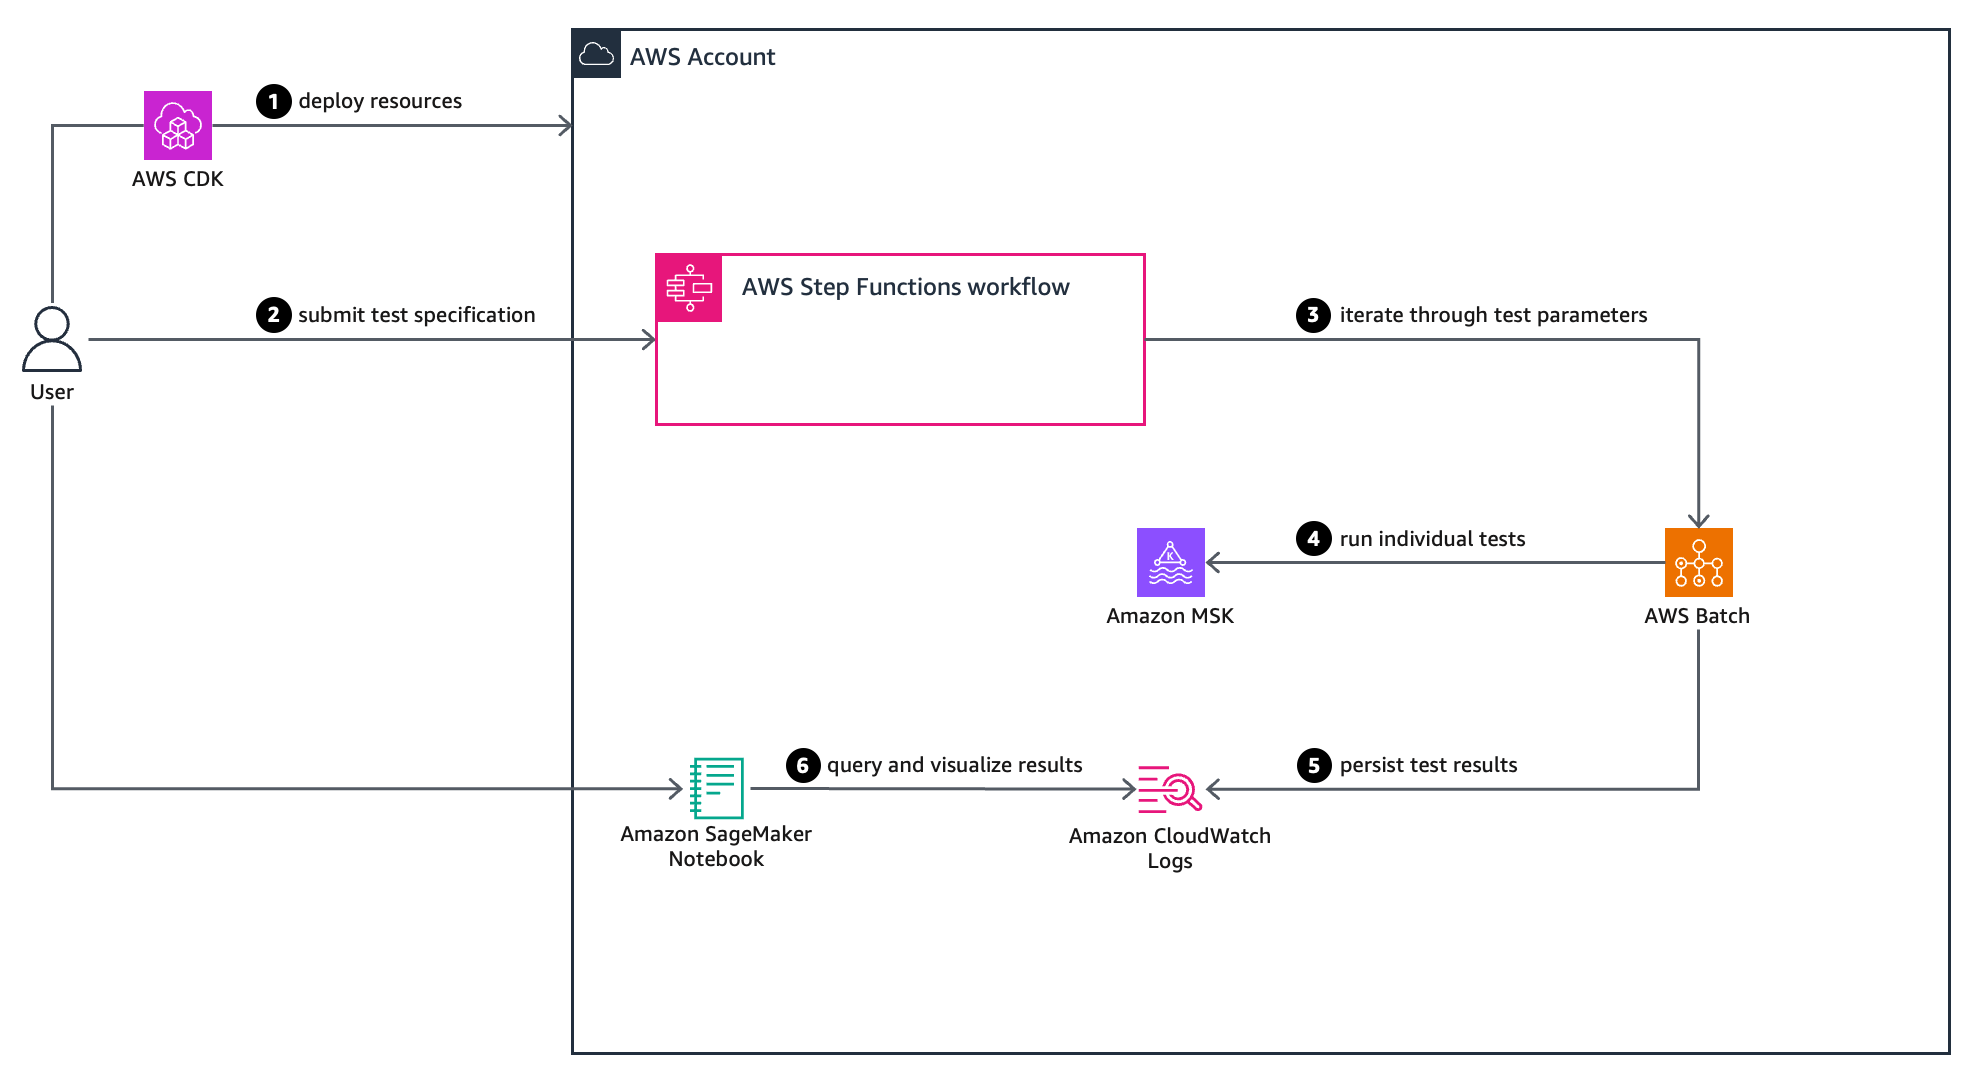 AWS Account
1 deploy resources
AWS CDK
AWS Step Functions workflow
2 submit test specification
3 iterate through test parameters
User
4 run individual tests
K
Amazon MSK
AWS Batch
6 query and visualize results
5 persist test results
Amazon SageMaker
Notebook
Amazon CloudWatch
Logs